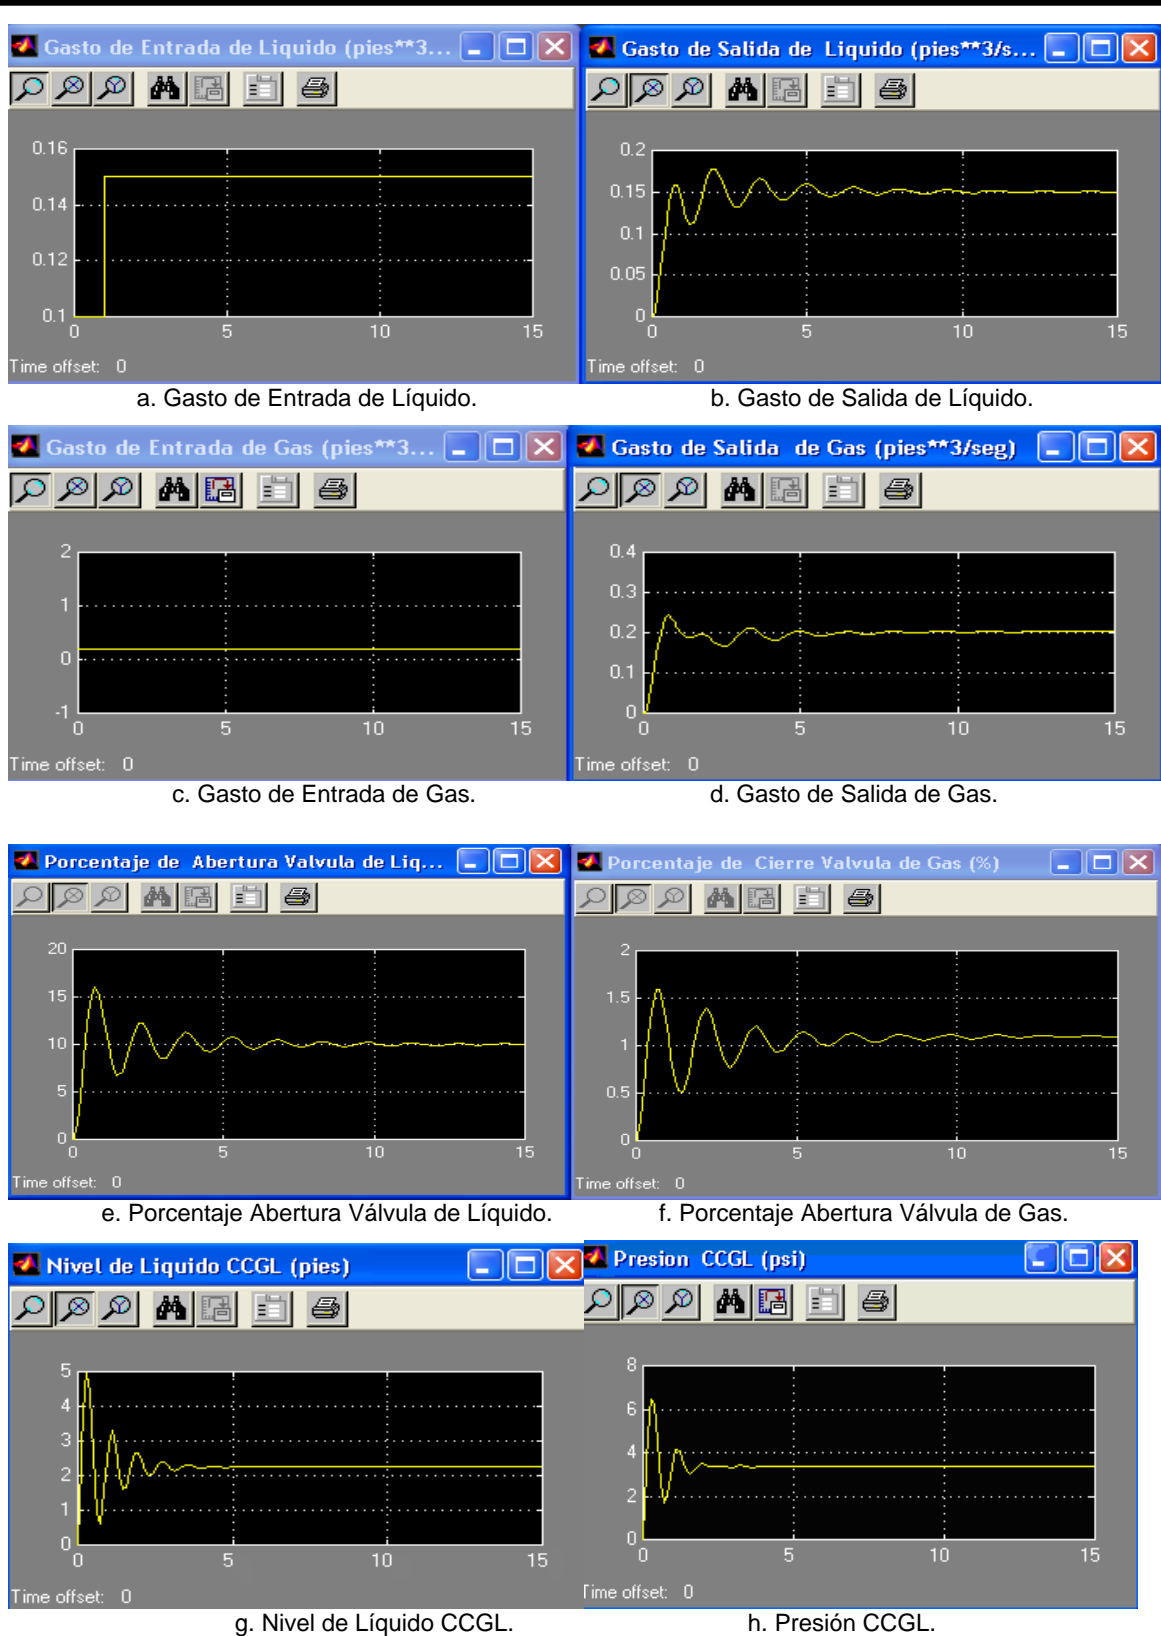 Gasto de Entrada de Liquido (pies**3...
Gasto de Salida de Liquido (pies**3/s...
0.16
0.14
0.12
0.1
0
5
10
15
Time offset: 0
0.2
0.15
0.1
0.05
0
0
5
10
15
Time offset: 0
a. Gasto de Entrada de Líquido.
b. Gasto de Salida de Líquido.
Gasto de Entrada de Gas (pies**3...
Gasto de Salida de Gas (pies**3/seg)
2
1
0
-1
0
5
10
15
Time offset: 0
0.4
0.3
0.2
0.1
0
0
5
10
15
Time offset: 0
c. Gasto de Entrada de Gas.
d. Gasto de Salida de Gas.
Porcentaje de Abertura Valvula de Liq...
Porcentaje de Cierre Valvula de Gas (%)
20
15
10
5
0
0
5
10
15
Time offset: 0
2
1.5
1
0.5
0
0
5
10
15
Time offset: 0
e. Porcentaje Abertura Válvula de Líquido.
f. Porcentaje Abertura Válvula de Gas.
Nivel de Liquido CCGL (pies)
Presion CCGL (psi)
5
4
3
2
1
0
0
5
10
15
Time offset: 0
8
6
4
2
0
0
5
10
15
Time offset: 0
g. Nivel de Líquido CCGL.
h. Presión CCGL.